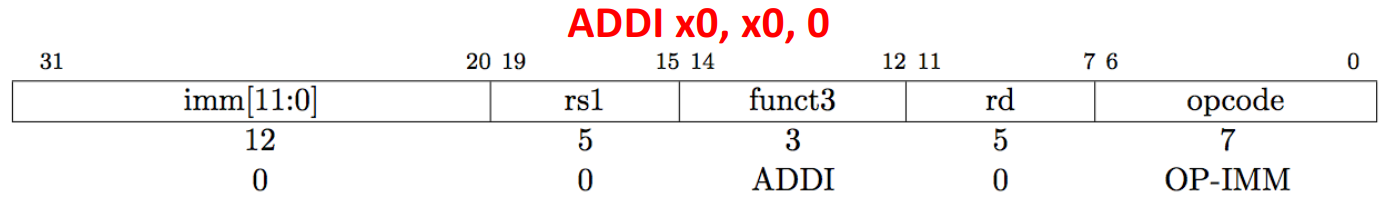 ADDI x0, x0, 0
31 20 19 15 14 12 11 7 6 0
imm[11:0] rs1 funct3 rd opcode
12 5 3 5 7
0 0 ADDI 0 OP-IMM